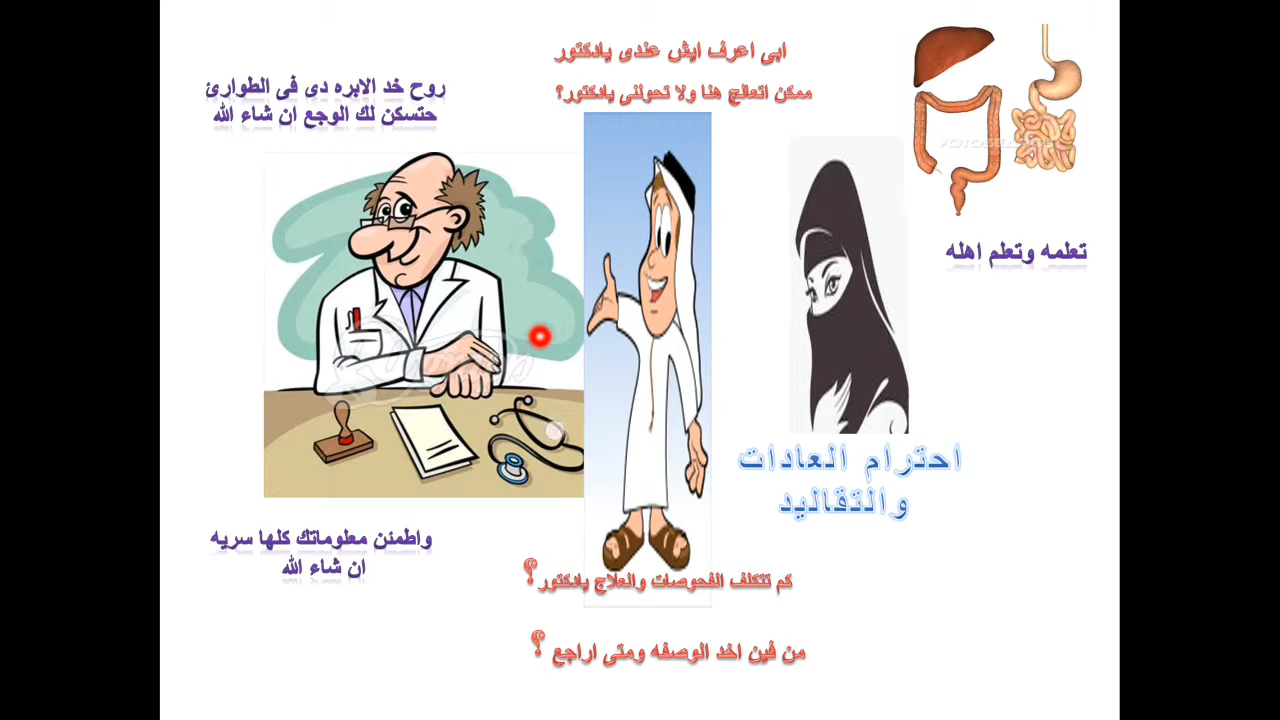 ابى اعرف ايش عندى يادكتور
ممكن اتعالج هنا ولا تحولنى يادكتور؟
روح خد الابره دى فى الطوارئ
حتسكن لك الوجع ان شاء الله
تعلمه وتعلم اهله
احترام العادات
والتقاليد
واطمئن معلوماتك كلها سريه
ان شاء الله
كم تتكلف الفحوصات والعلاج يادكتور؟
من فين اخد الوصفه ومتى اراجع ؟